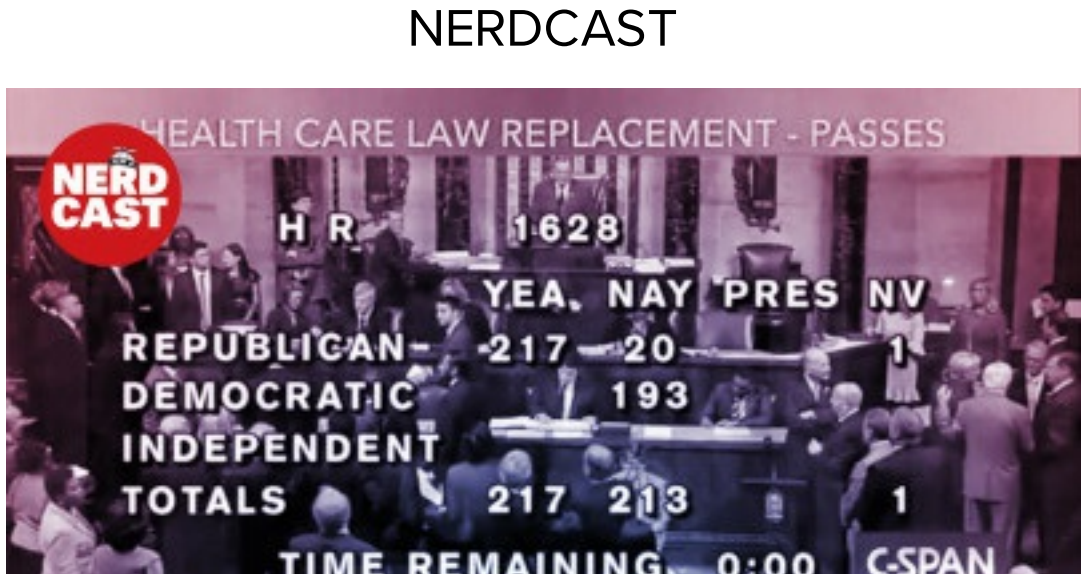 NERDCAST
HEALTH CARE LAW REPLACEMENT - PASSES
NERD
CAST
H R 1628
YEA NAY PRES NV
REPUBLICAN 217 20 1
DEMOCRATIC 193
INDEPENDENT
TOTALS 217 213 1
TIME REMAINING 0:00
C-SPAN